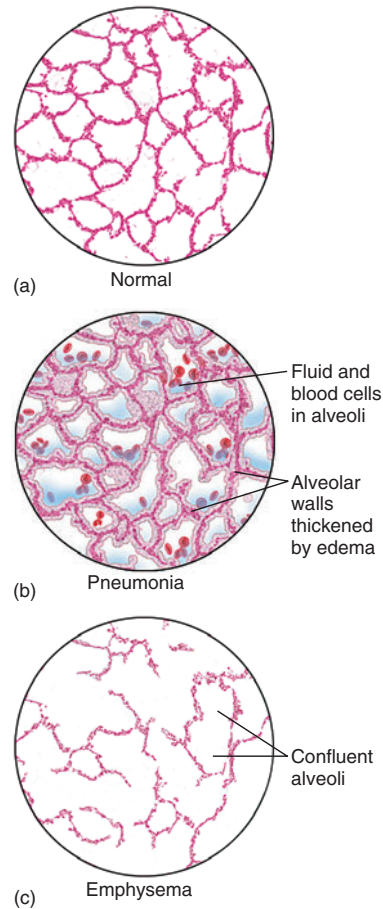 (a)
Normal
Fluid and
blood cells
in alveoli
Alveolar
walls
thickened
by edema
(b)
Pneumonia
Confluent
alveoli
(c)
Emphysema